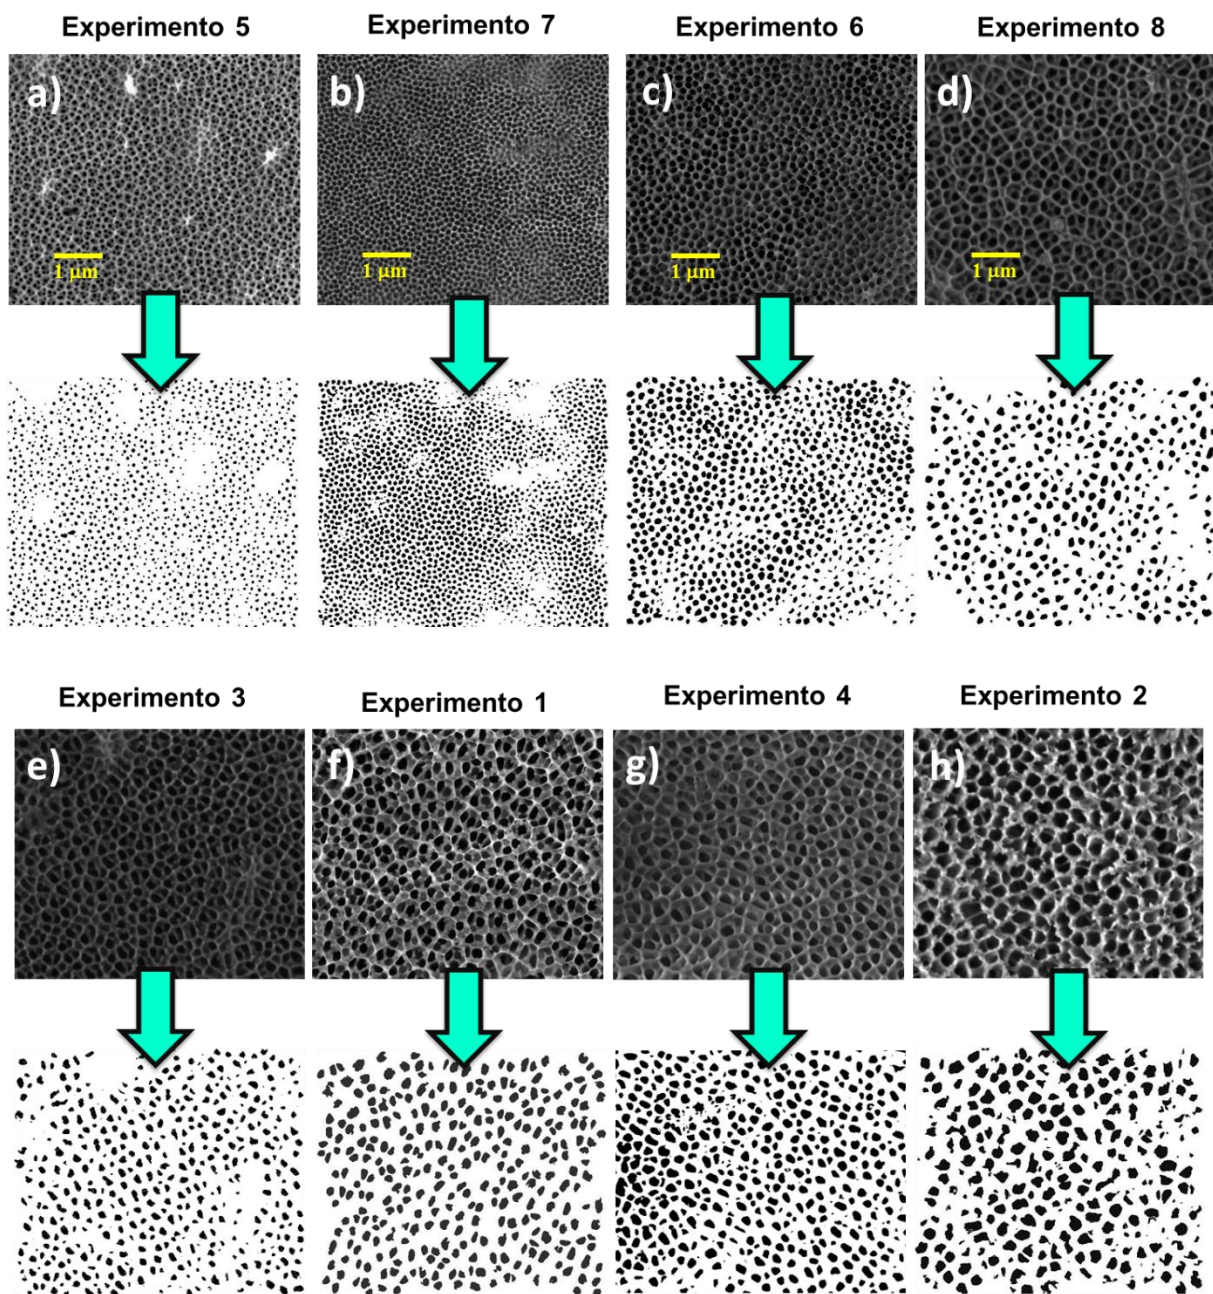 Experimento 5
Experimento 7
Experimento 6
Experimento 8
a)
b)
c)
d)
1 µm
1 µm
1 µm
1 µm
Experimento 3
Experimento 1
Experimento 4
Experimento 2
e)
f)
g)
h)